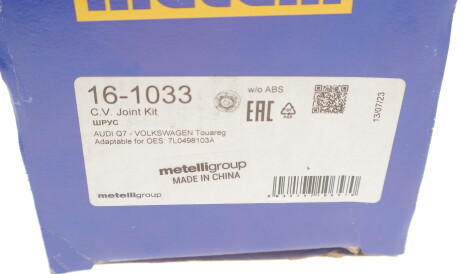 metelli
16-1033
w/o ABS
C.V. Joint Kit
ШРУС
EAC
AUDI Q7 - VOLKSWAGEN Touareg
Adaptable for OES: 7L0498103A
13/07/23
metelligroup
MADE IN CHINA
metelligroup